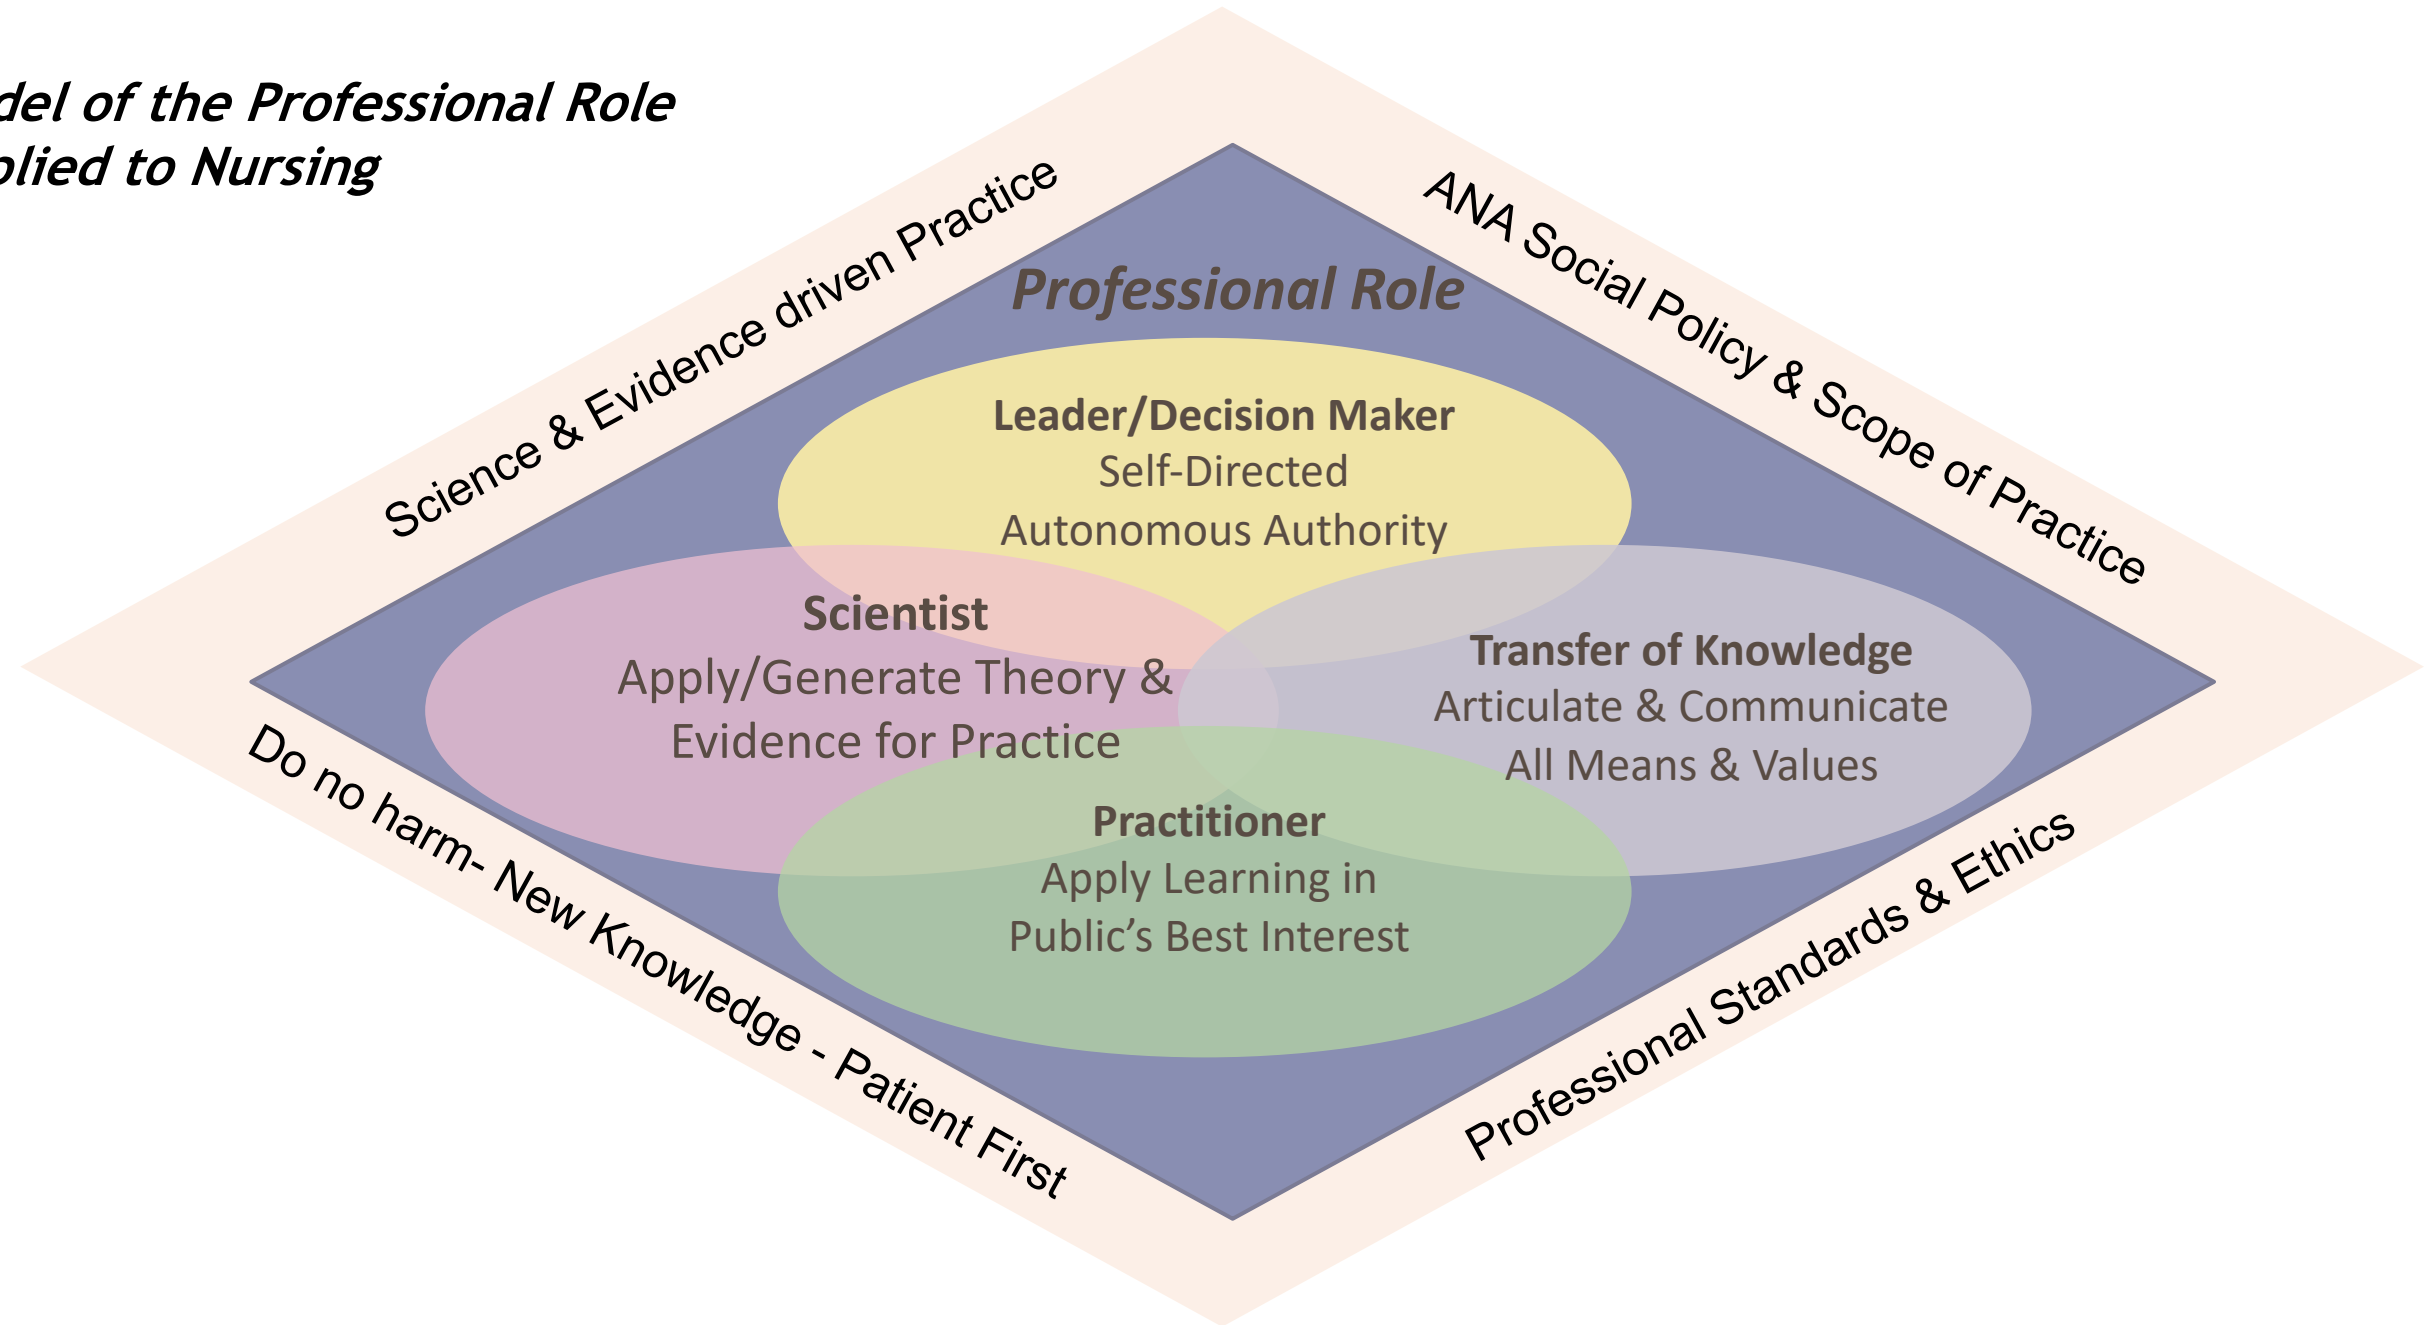 del of the Professional Role
plied to Nursing
Science & Evidence driven Practice
ANA Social Policy & Scope of Practice
Professional Role
Leader/Decision Maker
Self-Directed
Autonomous Authority
Scientist
Apply/Generate Theory &
Evidence for Practice
Transfer of Knowledge
Articulate & Communicate
All Means & Values
Practitioner
Apply Learning in
Public’s Best Interest
Do no harm- New Knowledge - Patient First
Professional Standards & Ethics